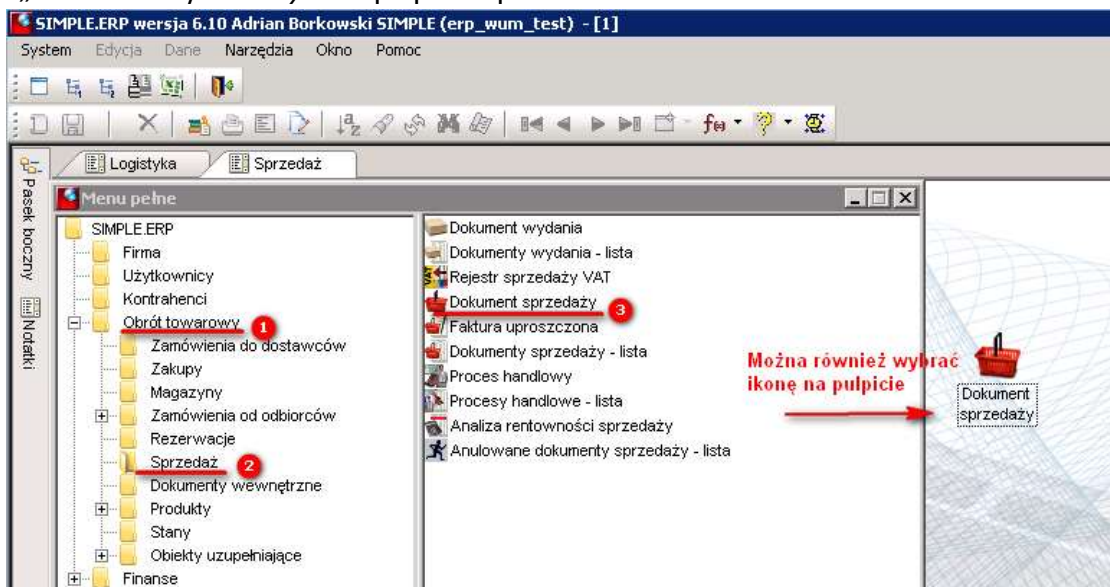 SIMPLE.ERP wersja 6.10 Adrian Borkowski SIMPLE (erp_wum_test) - [1]
System Edycja Dane Narzędzia Okno Pomoc
Logistyka Sprzedaż
Pasek boczny
Notatki
Menu pełne
SIMPLE.ERP
Firma
Użytkownicy
Kontrahenci
Obrót towarowy 1
Zamówienia do dostawców
Zakupy
Magazyny
Zamówienia od odbiorców
Rezerwacje
Sprzedaż 2
Dokumenty wewnętrzne
Produkty
Stany
Obiekty uzupełniające
Finanse
Dokument wydania
Dokumenty wydania - lista
Rejestr sprzedaży VAT
Dokument sprzedaży 3
Faktura uproszczona
Dokumenty sprzedaży - lista
Proces handlowy
Procesy handlowe - lista
Analiza rentowności sprzedaży
Anulowane dokumenty sprzedaży - lista
Można również wybrać
ikonę na pulpicie
Dokument
sprzedaży